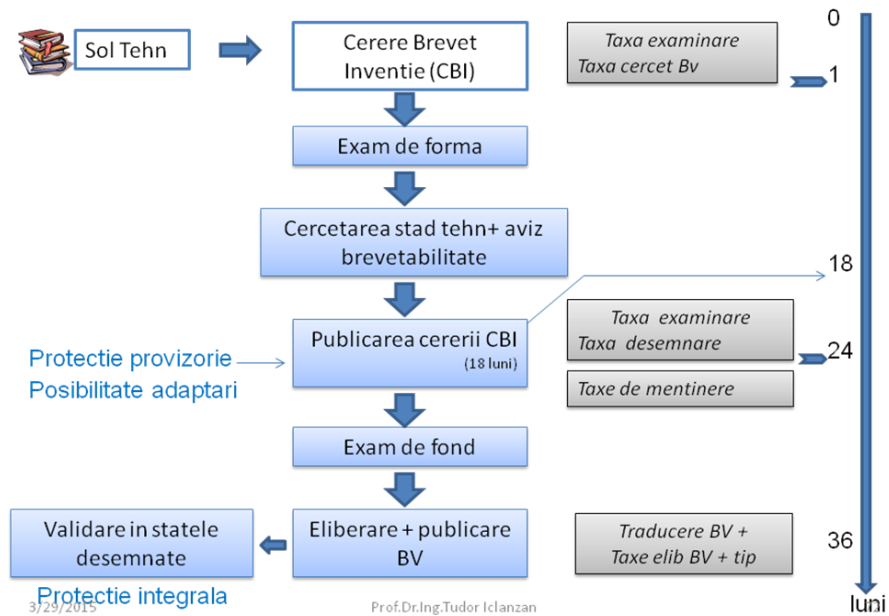 Sol Tehn
Cerere Brevet
Inventie (CBI)
Taxa examinare
Taxa cercet Bv
0
1
Exam de forma
Cercetarea stad tehn+ aviz
brevetabilitate
18
Publicarea cererii CBI
(18 luni)
Taxa examinare
Taxa desemnare
24
Protectie provizorie
Posibilitate adaptari
Taxe de mentinere
Exam de fond
Validare in statele
desemnate
Eliberare + publicare
BV
Traducere BV +
Taxe elib BV + tip
36
Protectie integrala
3/29/2015
Prof.Dr.Ing.Tudor Iclanzan
luni